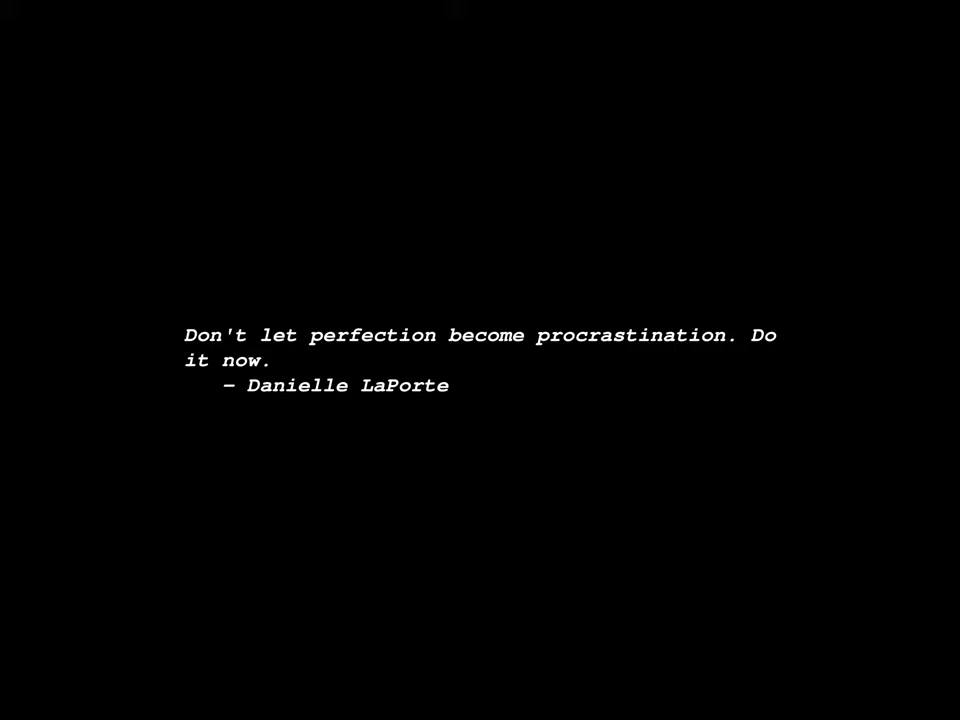 Don't let perfection become procrastination. Do
it now.
– Danielle LaPorte